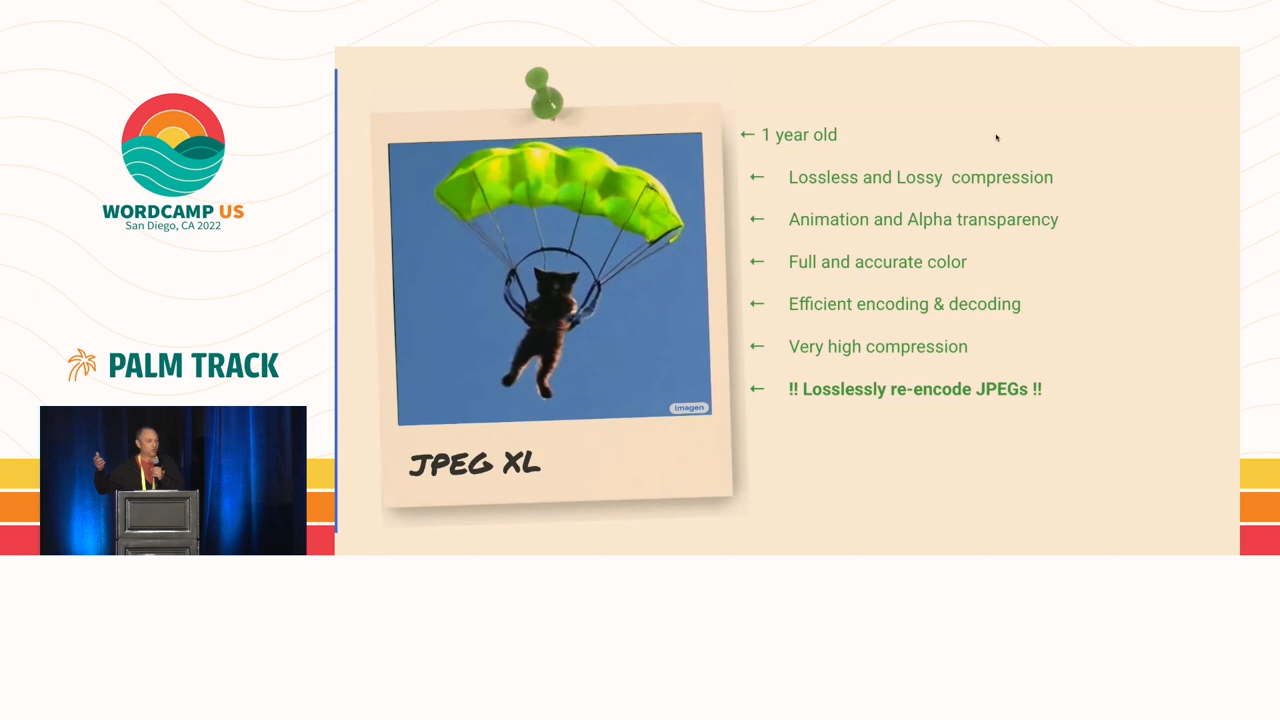 WORDCAMP US
San Diego, CA 2022
PALM TRACK
Imagen
JPEG XL
← 1 year old
← Lossless and Lossy  compression
← Animation and Alpha transparency
← Full and accurate color
← Efficient encoding & decoding
← Very high compression
← !! Losslessly re-encode JPEGs !!